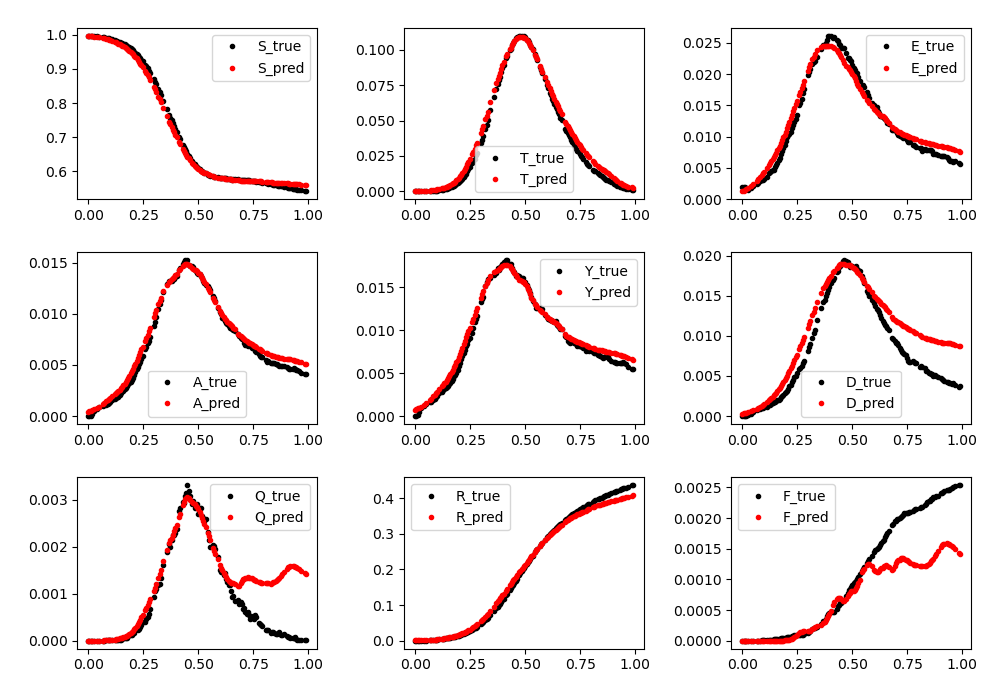 1.0
0.9
0.8
0.7
0.6
0.00 0.25 0.50 0.75 1.00
S_true
S_pred
0.100
0.075
0.050
0.025
0.000
0.00 0.25 0.50 0.75 1.00
T_true
T_pred
0.025
0.020
0.015
0.010
0.005
0.000
0.00 0.25 0.50 0.75 1.00
E_true
E_pred
0.015
0.010
0.005
0.000
0.00 0.25 0.50 0.75 1.00
A_true
A_pred
0.015
0.010
0.005
0.000
0.00 0.25 0.50 0.75 1.00
Y_true
Y_pred
0.020
0.015
0.010
0.005
0.000
0.00 0.25 0.50 0.75 1.00
D_true
D_pred
0.003
0.002
0.001
0.000
0.00 0.25 0.50 0.75 1.00
Q_true
Q_pred
0.4
0.3
0.2
0.1
0.0
0.00 0.25 0.50 0.75 1.00
R_true
R_pred
0.0025
0.0020
0.0015
0.0010
0.0005
0.0000
0.00 0.25 0.50 0.75 1.00
F_true
F_pred